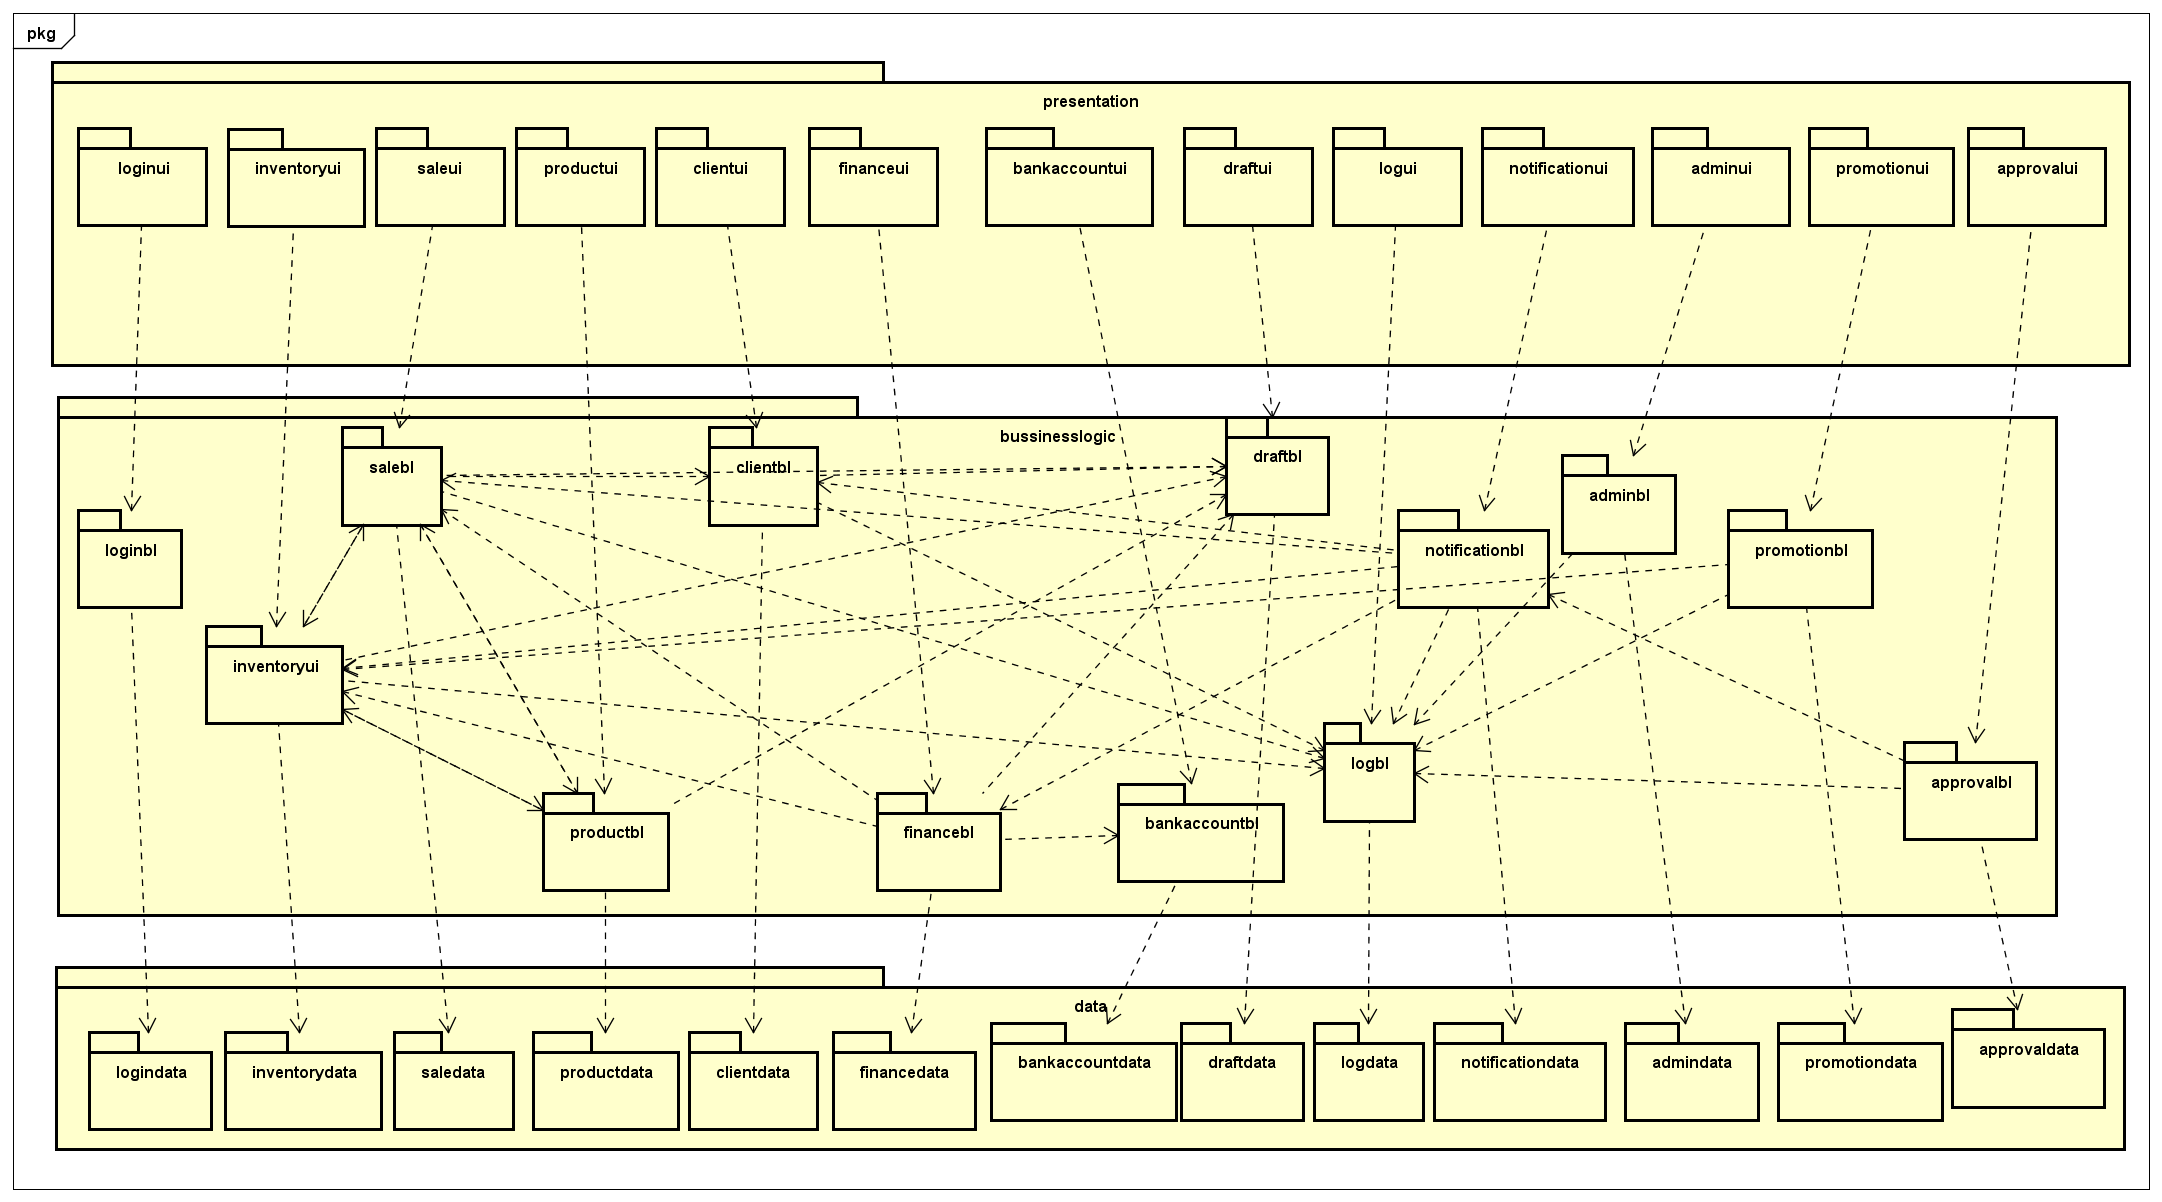 pkg
presentation
loginui
inventoryui
saleui
productui
clientui
financeui
bankaccountui
draftui
logui
notificationui
adminui
promotionui
approvalui
bussinesslogic
salebl
clientbl
draftbl
adminbl
loginbl
notificationbl
promotionbl
inventoryui
logbl
approvalbl
productbl
financebl
bankaccountbl
data
logindata
inventorydata
saledata
productdata
clientdata
financedata
bankaccountdata
draftdata
logdata
notificationdata
admindata
promotiondata
approvaldata